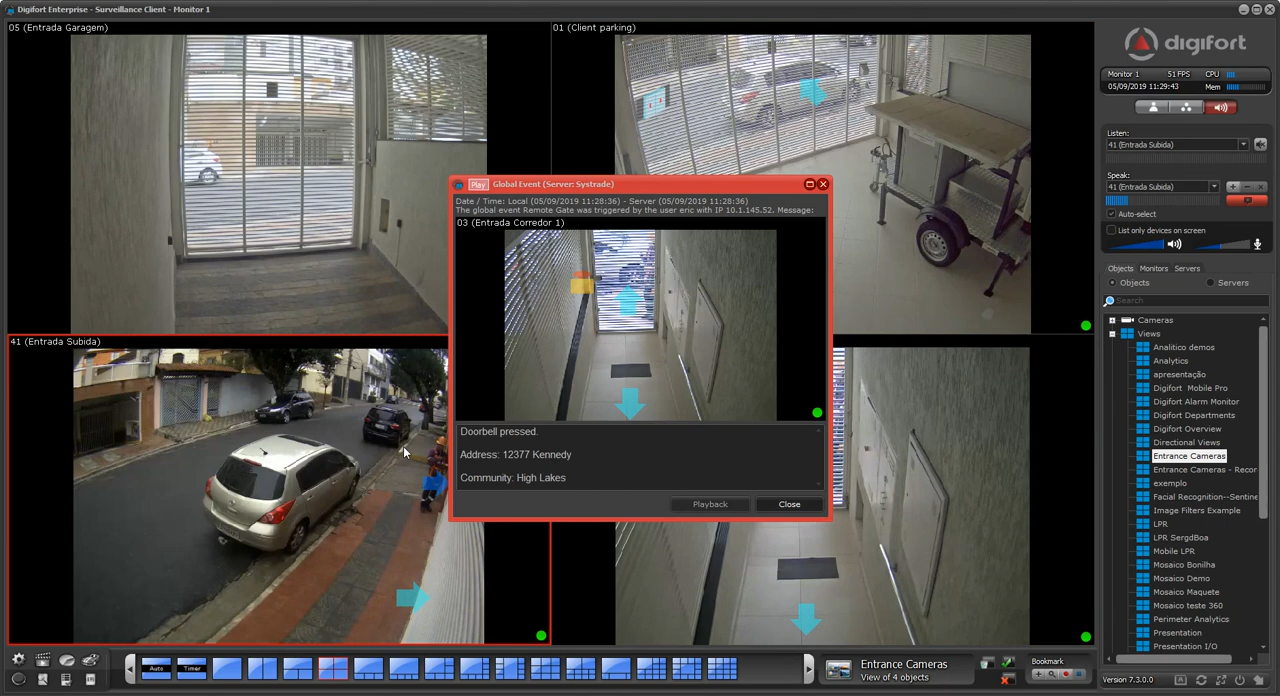 Digifort Enterprise - Surveillance Client - Monitor 1
05 (Entrada Garagem)
01 (Client parking)
digifort
Monitor 1 51 FPS CPU
05/09/2019 11:29:43 Mem
Listen:
41 (Entrada Subida)
Speak:
41 (Entrada Subida)
Auto-select
List only devices on screen
Objects Monitors Servers
Objects Servers
Search
Cameras
Views
Analitico demos
Analytics
apresentação
Digifort Mobile Pro
Digifort Alarm Monitor
Digifort Departments
Digifort Overview
Directional Views
Entrance Cameras
Entrance Cameras - Recor
exemplo
Facial Recognition--Sentine
Image Filters Example
LPR
LPR SergdBoa
Mobile LPR
Mosaico Bonilha
Mosaico Demo
Mosaico Maquete
Mosaico teste 360
Perimeter Analytics
Presentation
Presentation I/O
Play Global Event (Server: Systrade)
Date / Time: Local (05/09/2019 11:28:36) - Server (05/09/2019 11:28:36)
The global event Remote Gate was triggered by the user eric with IP 10.1.145.52. Message:
03 (Entrada Corredor 1)
Doorbell pressed.
Address: 12377 Kennedy
Community: High Lakes
Playback Close
41 (Entrada Subida)
Auto Timer
Entrance Cameras
View of 4 objects
Bookmark
Version 7.3.0.0